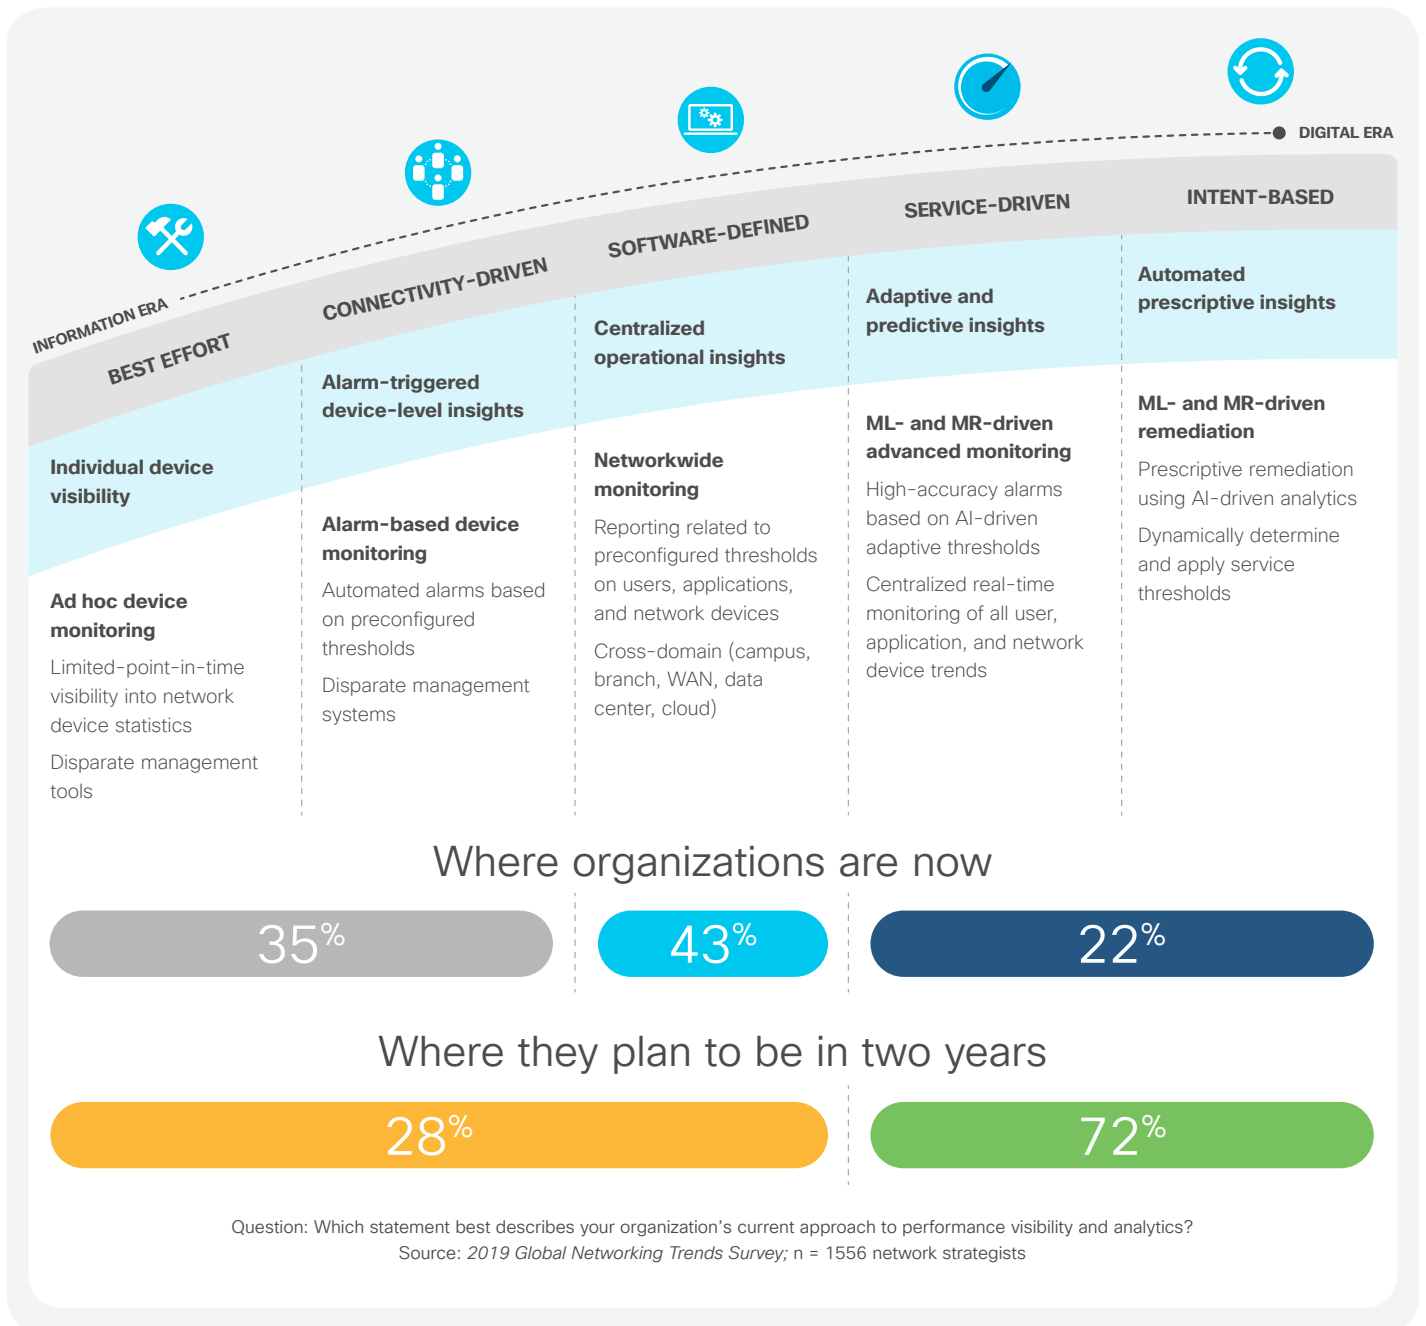 DIGITAL ERA
INFORMATION ERA
BEST EFFORT
CONNECTIVITY-DRIVEN
SOFTWARE-DEFINED
SERVICE-DRIVEN
INTENT-BASED
Individual device
visibility
Ad hoc device
monitoring
Limited-point-in-time
visibility into network
device statistics
Disparate management
tools
Alarm-triggered
device-level insights
Alarm-based device
monitoring
Automated alarms based
on preconfigured
thresholds
Disparate management
systems
Centralized
operational insights
Networkwide
monitoring
Reporting related to
preconfigured thresholds
on users, applications,
and network devices
Cross-domain (campus,
branch, WAN, data
center, cloud)
Adaptive and
predictive insights
ML- and MR-driven
advanced monitoring
High-accuracy alarms
based on AI-driven
adaptive thresholds
Centralized real-time
monitoring of all user,
application, and network
device trends
Automated
prescriptive insights
ML- and MR-driven
remediation
Prescriptive remediation
using AI-driven analytics
Dynamically determine
and apply service
thresholds
Where organizations are now
35%
43%
22%
Where they plan to be in two years
28%
72%
Question: Which statement best describes your organization's current approach to performance visibility and analytics?
Source: 2019 Global Networking Trends Survey; n = 1556 network strategists